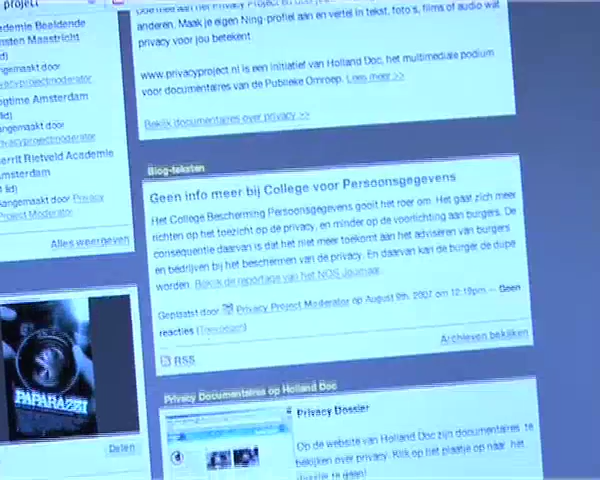 project
ademie Beeldende
nsten Maastricht
d)
angemaakt door
vacyprojectmoderator
ogtime Amsterdam
lid)
angemaakt door
rivacyprojectmoderator
errit Rietveld Academie
msterdam
lid)
Aangemaakt door Privacy
Project Moderator
Alles weergeven
PAPARAZZI
Delen
anderen. Maak je eigen Ning-profiel aan en vertel in tekst, foto's, films of audio wat
privacy voor jou betekent.
www.privacyproject.nl is een initiatief van Holland Doc, het multimediale podium
voor documentaires van de Publieke Omroep. Lees meer >>
Bekijk documentaires over privacy >>
Blog-teksten
Geen info meer bij College voor Persoonsgegevens
Het College Bescherming Persoonsgegevens gooit het roer om. Het gaat zich meer
richten op het toezicht op de privacy, en minder op de voorlichting aan burgers. De
consequentie daarvan is dat het niet meer toekomt aan het adviseren van burgers
en bedrijven bij het beschermen van de privacy. En daarvan kan de burger de dupe
worden. Bekijk de reportage van het NOS Journaal.
Geplaatst door Privacy Project Moderator op August 9th, 2007 om 12:19pm — Geen
reacties (Toevoegen)
Archieven bekijken
RSS
Privacy Documentaires op Holland Doc
Privacy Dossier
Op de website van Holland Doc zijn documentaires te
bekijken over privacy. Klik op het plaatje op naar het
dossier te gaan!